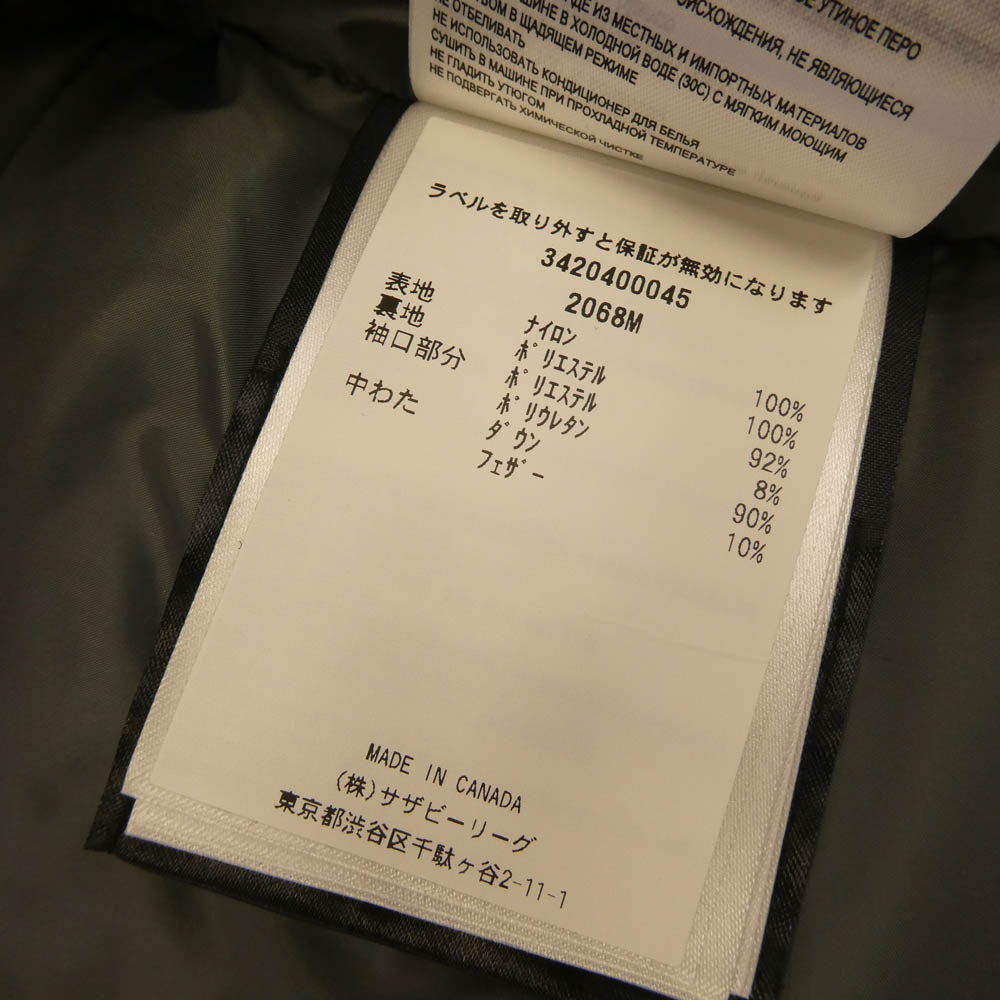 УТИНОЕ ПЕРО
ОИСХОЖДЕНИЯ, НЕ ЯВЛЯЮЩИЕСЯ
ИЗ МЕСТНЫХ И ИМПОРТНЫХ МАТЕРИАЛОВ
МАШИНЕ В ХОЛОДНОЙ ВОДЕ (30C) С МЯГКИМ МОЮЩИМ
В ЩАДЯЩЕМ РЕЖИМЕ
НЕ ОТБЕЛИВАТЬ
НЕ ИСПОЛЬЗОВАТЬ КОНДИЦИОНЕР ДЛЯ БЕЛЬЯ
СУШИТЬ В МАШИНЕ ПРИ ПРОХЛАДНОЙ ТЕМПЕРАТУРЕ
НЕ ГЛАДИТЬ УТЮГОМ
НЕ ПОДВЕРГАТЬ ХИМИЧЕСКОЙ ЧИСТКЕ
ラベルを取り外すと保証が無効になります
3420400045
2068M
表地 ナイロン 100%
裏地 ポリエステル 100%
袖口部分 ポリエステル 92%
ポリウレタン 8%
中わた ダウン 90%
フェザー 10%
MADE IN CANADA
(株)サザビーリーグ
東京都渋谷区千駄ヶ谷2-11-1